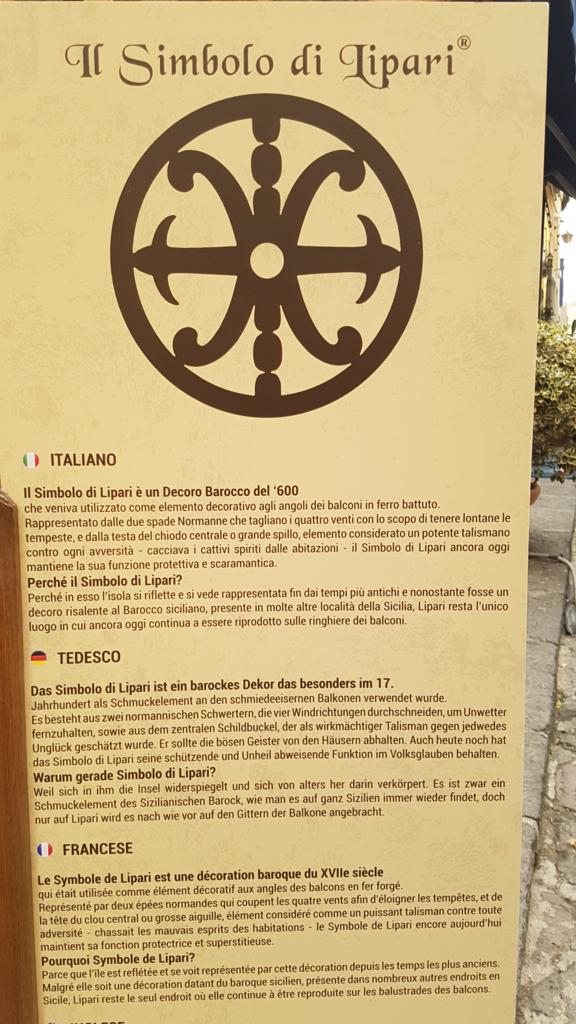 Il Simbolo di Lipari®
ITALIANO
Il Simbolo di Lipari è un Decoro Barocco del ‘600
che veniva utilizzato come elemento decorativo agli angoli dei balconi in ferro battuto.
Rappresentato dalle due spade Normanne che tagliano i quattro venti con lo scopo di tenere lontane le
tempeste, e dalla testa del chiodo centrale o grande spillo, elemento considerato un potente talismano
contro ogni avversità - cacciava i cattivi spiriti dalle abitazioni - il Simbolo di Lipari ancora oggi
mantiene la sua funzione protettiva e scaramantica.
Perché il Simbolo di Lipari?
Perché in esso l'isola si riflette e si vede rappresentata fin dai tempi più antichi e nonostante fosse un
decoro risalente al Barocco siciliano, presente in molte altre località della Sicilia, Lipari resta l'unico
luogo in cui ancora oggi continua a essere riprodotto sulle ringhiere dei balconi.
TEDESCO
Das Simbolo di Lipari ist ein barockes Dekor das besonders im 17.
Jahrhundert als Schmuckelement an den schmiedeeisernen Balkonen verwendet wurde.
Es besteht aus zwei normannischen Schwertern, die vier Windrichtungen durchschneiden, um Unwetter
fernzuhalten, sowie aus dem zentralen Schildbuckel, der als wirkmächtiger Talisman gegen jedwedes
Unglück geschätzt wurde. Er sollte die bösen Geister von den Häusern abhalten. Auch heute noch hat
das Simbolo di Lipari seine schützende und Unheil abweisende Funktion im Volksglauben behalten.
Warum gerade Simbolo di Lipari?
Weil sich in ihm die Insel widerspiegelt und sich von alters her darin verkörpert. Es ist zwar ein
Schmuckelement des Sizilianischen Barock, wie man es auf ganz Sizilien immer wieder findet, doch
nur auf Lipari wird es nach wie vor auf den Gittern der Balkone angebracht.
FRANCESE
Le Symbole de Lipari est une décoration baroque du XVIIe siècle
qui était utilisée comme élément décoratif aux angles des balcons en fer forgé.
Représenté par deux épées normandes qui coupent les quatre vents afin d'éloigner les tempêtes, et de
la tête du clou central ou grosse aiguille, élément considéré comme un puissant talisman contre toute
adversité - chassait les mauvais esprits des habitations - le Symbole de Lipari encore aujourd'hui
maintient sa fonction protectrice et superstitieuse.
Pourquoi Symbole de Lipari?
Parce que l'île est reflétée et se voit représentée par cette décoration depuis les temps les plus anciens.
Malgré elle soit une décoration datant du baroque sicilien, présente dans nombreux autres endroits en
Sicile, Lipari reste le seul endroit où elle continue à être reproduite sur les balustrades des balcons.
INGLESE